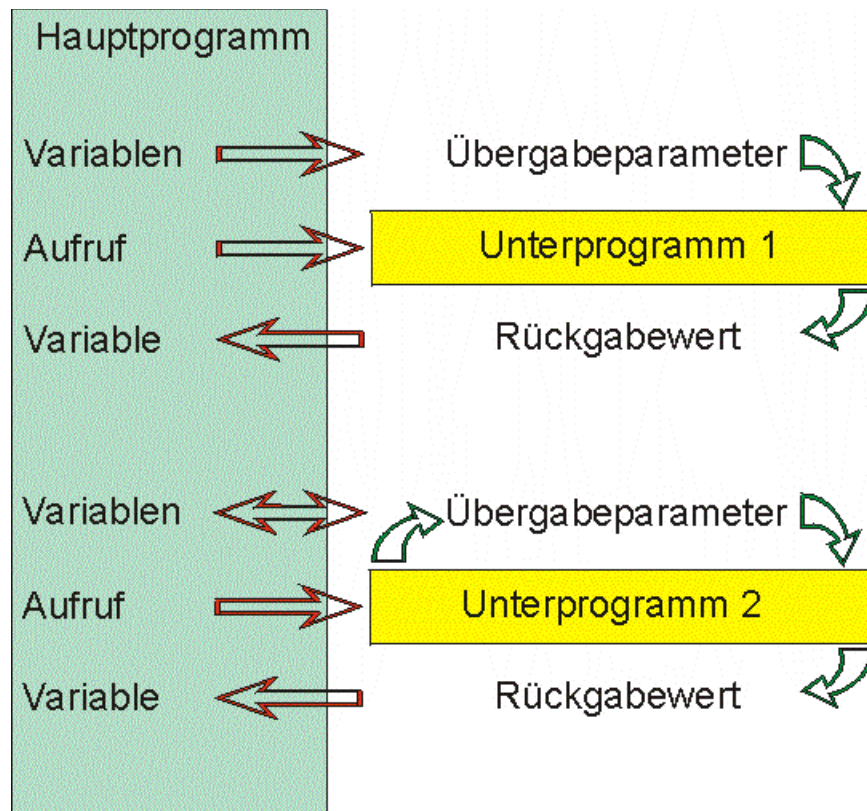 Hauptprogramm
Variablen Übergabeparameter
Aufruf Unterprogramm 1
Variable Rückgabewert
Variablen Übergabeparameter
Aufruf Unterprogramm 2
Variable Rückgabewert